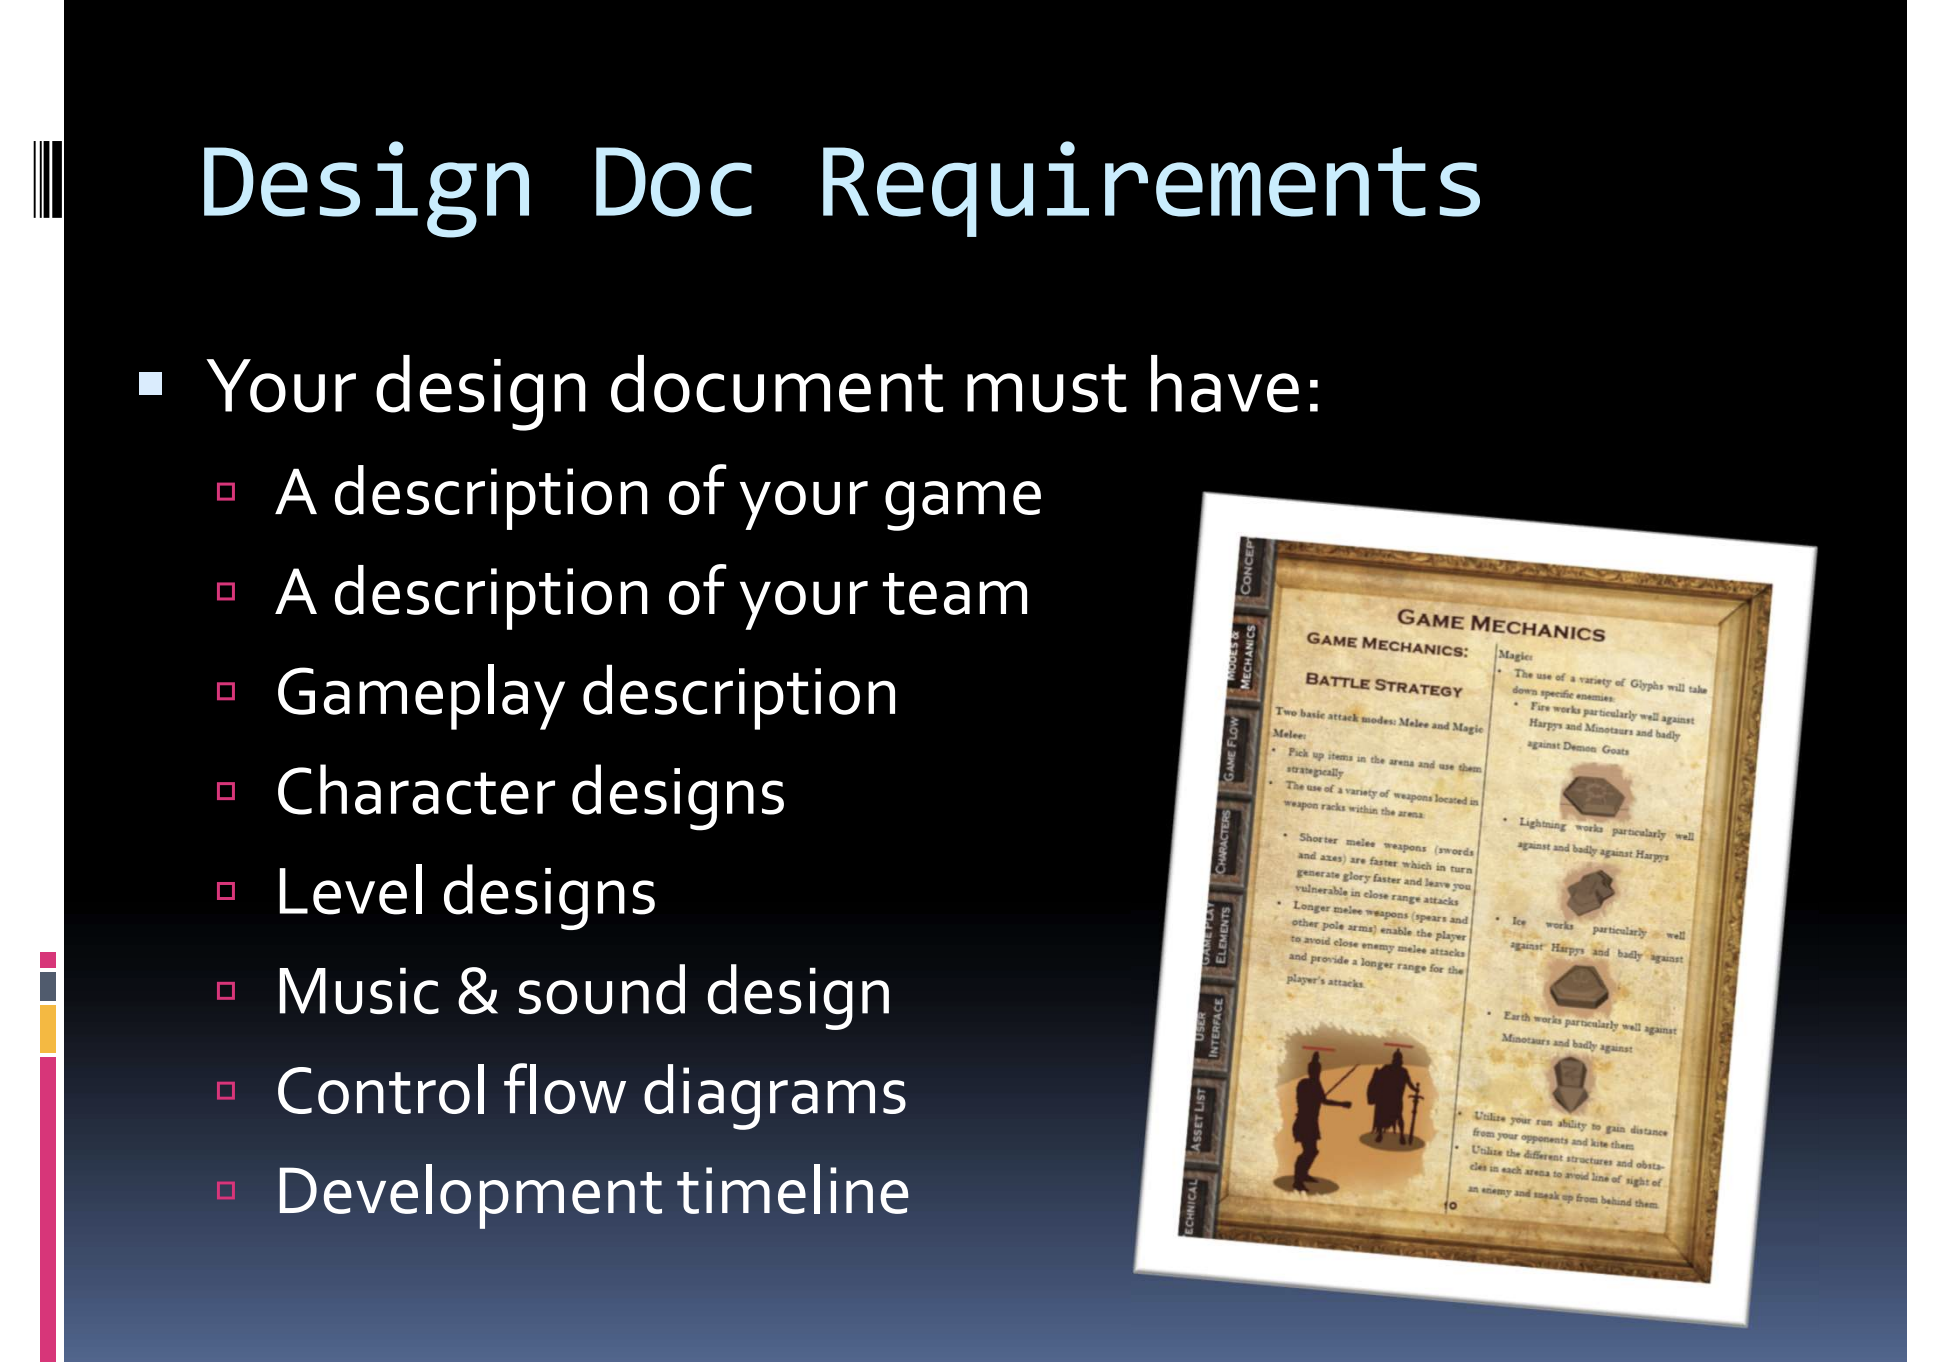 Design Doc Requirements
Your design document must have:
A description of your game
A description of your team
Gameplay description
Character designs
Level designs
Music & sound design
Control flow diagrams
Development timeline
CONCEPT
MODES &
MECHANICS
GAME FLOW
CHARACTERS
GAME PLAY
ELEMENTS
USER
INTERFACE
ASSET LIST
TECHNICAL
GAME MECHANICS
GAME MECHANICS:
BATTLE STRATEGY
Two basic attack modes: Melee and Magic
Melee:
• Pick up items in the arena and use them
strategically
• The use of a variety of weapons located in
weapon racks within the arena:
• Shorter melee weapons (swords
and axes) are faster which in turn
generate glory faster and leave you
vulnerable in close range attacks
• Longer melee weapons (spears and
other pole arms) enable the player
to avoid close enemy melee attacks
and provide a longer range for the
player's attacks.
Magic:
• The use of a variety of Glyphs will take
down specific enemies:
• Fire works particularly well against
Harpys and Minotaurs and badly
against Demon Goats
• Lightning works particularly well
against and badly against Harpys
• Ice works particularly well
against Harpys and badly against
• Earth works particularly well against
Minotaurs and badly against
• Utilize your run ability to gain distance
from your opponents and kite them
• Utilize the different structures and obsta-
cles in each arena to avoid line of sight of
an enemy and sneak up from behind them.
10